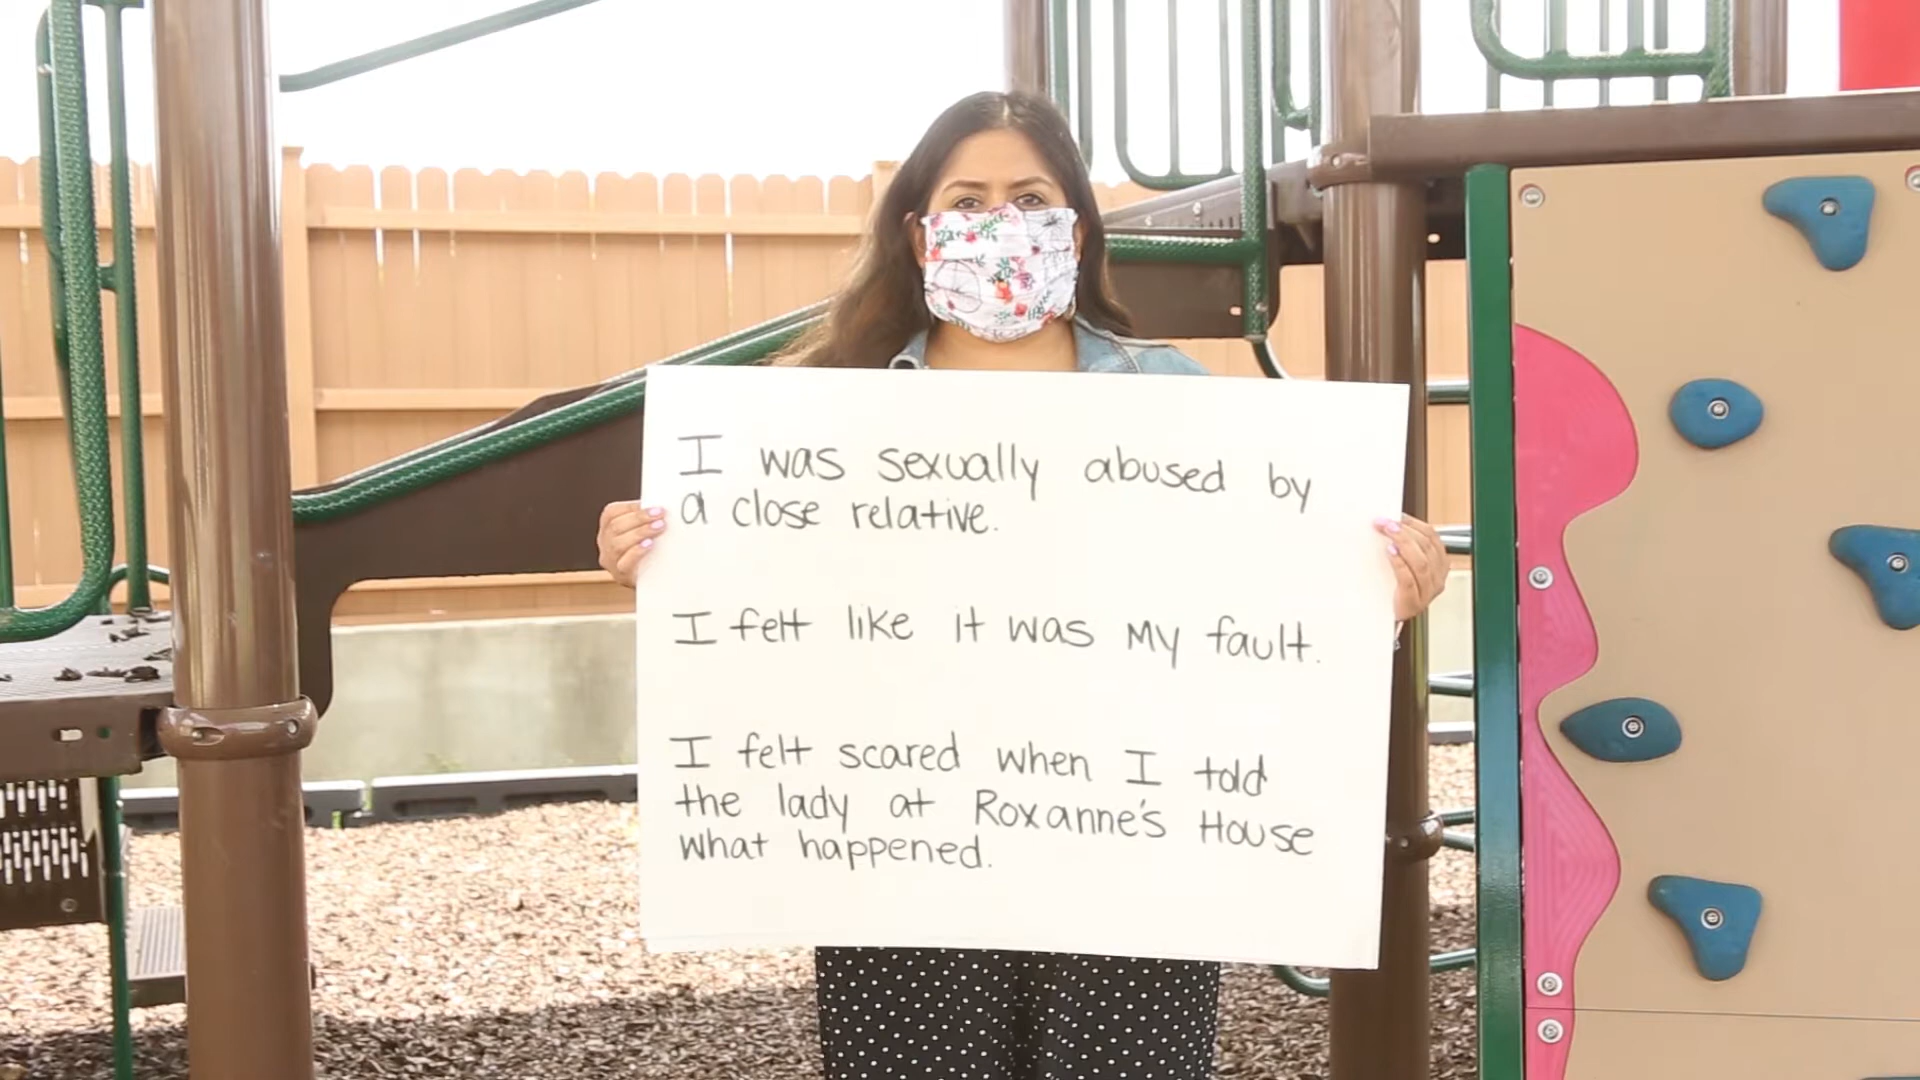 I was sexually abused by
a close relative.
I felt like it was my fault.
I felt scared when I told
the lady at Roxanne's House
what happened.